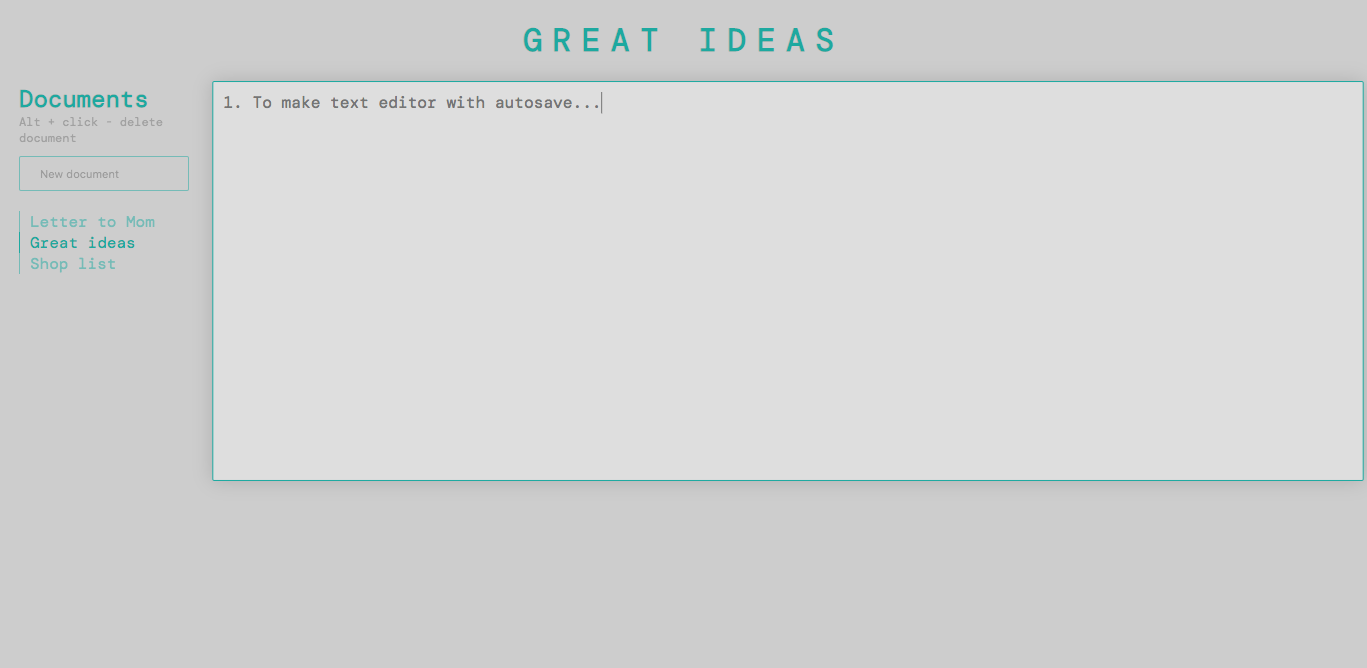 GREAT IDEAS
Documents
Alt + click - delete
document
New document
Letter to Mom
Great ideas
Shop list
1. To make text editor with autosave...